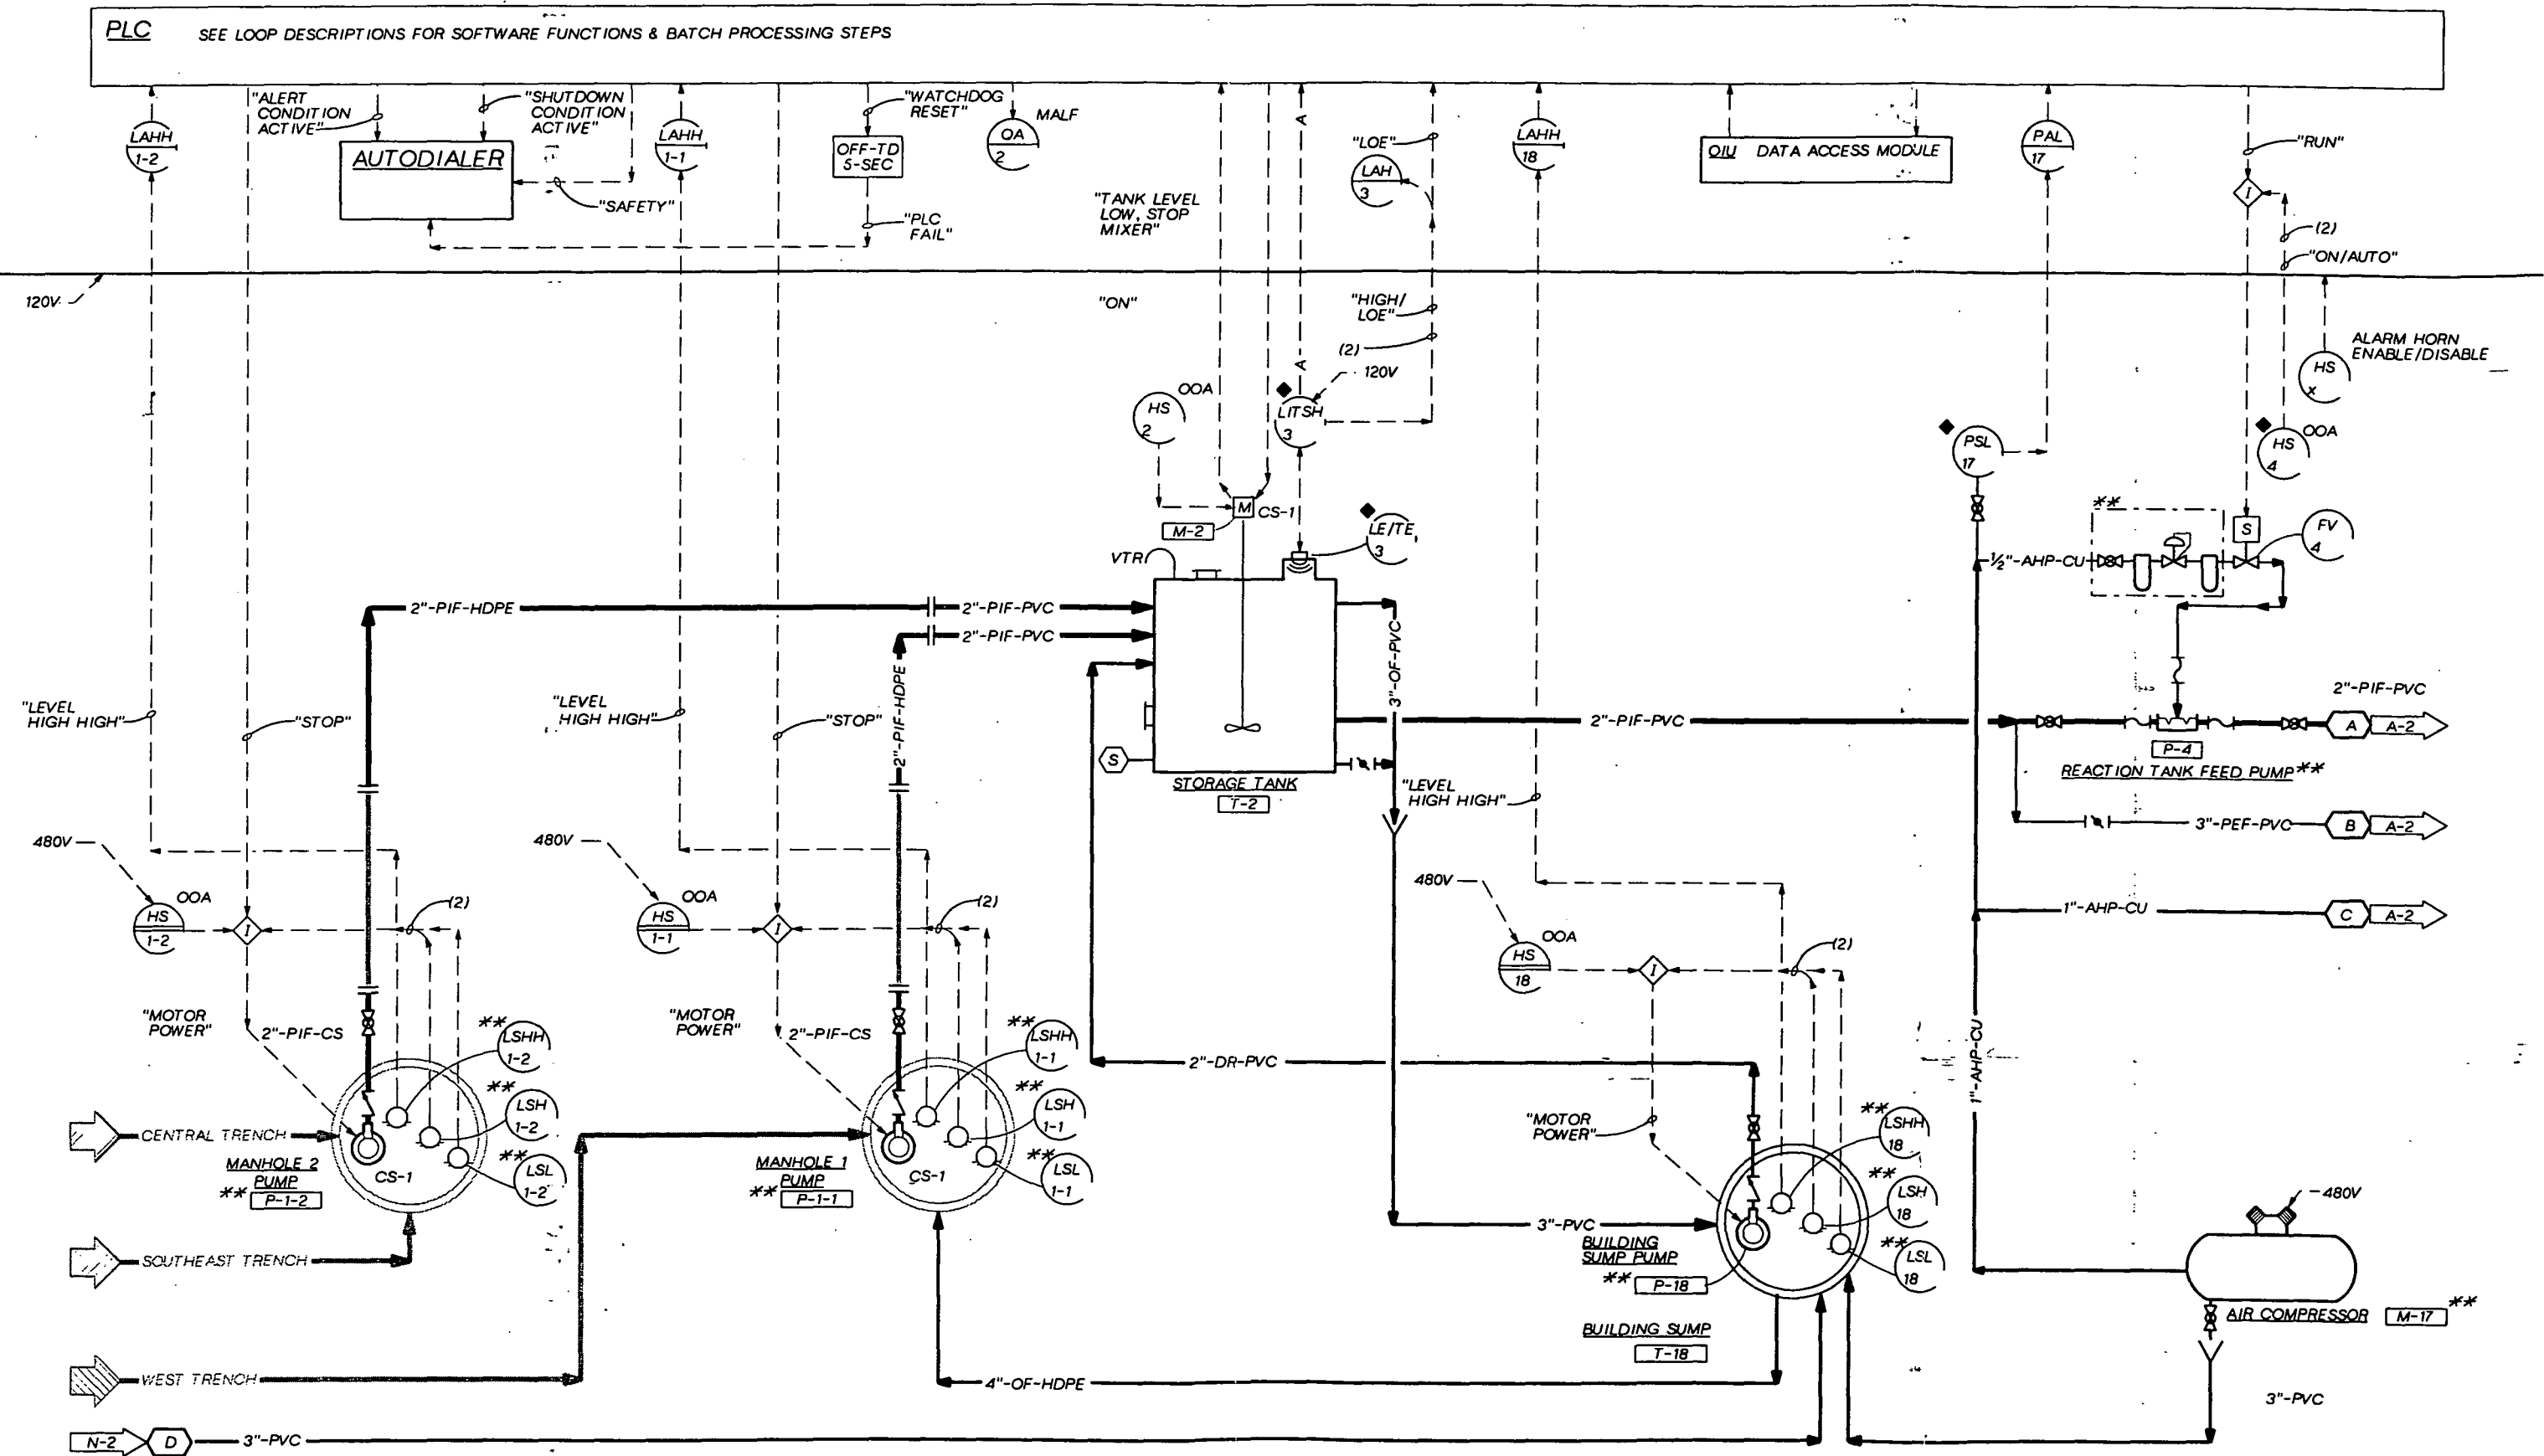 PLC SEE LOOP DESCRIPTIONS FOR SOFTWARE FUNCTIONS & BATCH PROCESSING STEPS
LAHH
1-2
"ALERT
CONDITION
ACTIVE"
"SHUTDOWN
CONDITION
ACTIVE"
AUTODIALER
"SAFETY"
LAHH
1-1
"WATCHDOG
RESET"
OFF-TD
5-SEC
"PLC
FAIL"
OA
2
MALF
"TANK LEVEL
LOW, STOP
MIXER"
A
"LOE"
LAH
3
LAHH
18
OIU DATA ACCESS MODULE
PAL
17
"RUN"
I
(2)
"ON/AUTO"
120V
"ON"
"HIGH/
LOE"
(2)
A
120V
ALARM HORN
ENABLE/DISABLE
HS
x
HS
2
OOA
LITSH
3
PSL
17
HS
4
OOA
M
CS-1
M-2
LE/TE
3
VTR
**
S
FV
4
1/2"-AHP-CU
2"-PIF-HDPE
2"-PIF-PVC
2"-PIF-PVC
2"-PIF-HDPE
3"-OF-PVC
"LEVEL
HIGH HIGH"
"STOP"
"LEVEL
HIGH HIGH"
"STOP"
2"-PIF-PVC
2"-PIF-PVC
A
A-2
P-4
REACTION TANK FEED PUMP**
S
STORAGE TANK
T-2
"LEVEL
HIGH HIGH"
3"-PEF-PVC
B
A-2
480V
HS
1-2
OOA
I
(2)
480V
HS
1-1
OOA
I
(2)
480V
HS
18
OOA
I
(2)
1"-AHP-CU
C
A-2
"MOTOR
POWER"
2"-PIF-CS
**
LSHH
1-2
"MOTOR
POWER"
2"-PIF-CS
**
LSHH
1-1
2"-DR-PVC
1"-AHP-CU
**
LSH
1-2
**
LSH
1-1
"MOTOR
POWER"
**
LSHH
18
CENTRAL TRENCH
CS-1
**
LSL
1-2
MANHOLE 2
PUMP
** P-1-2
CS-1
**
LSL
1-1
MANHOLE 1
PUMP
** P-1-1
**
LSH
18
3"-PVC
BUILDING
SUMP PUMP
** P-18
**
LSL
18
480V
SOUTHEAST TRENCH
AIR COMPRESSOR M-17 **
BUILDING SUMP
T-18
WEST TRENCH
4"-OF-HDPE
3"-PVC
N-2
D
3"-PVC